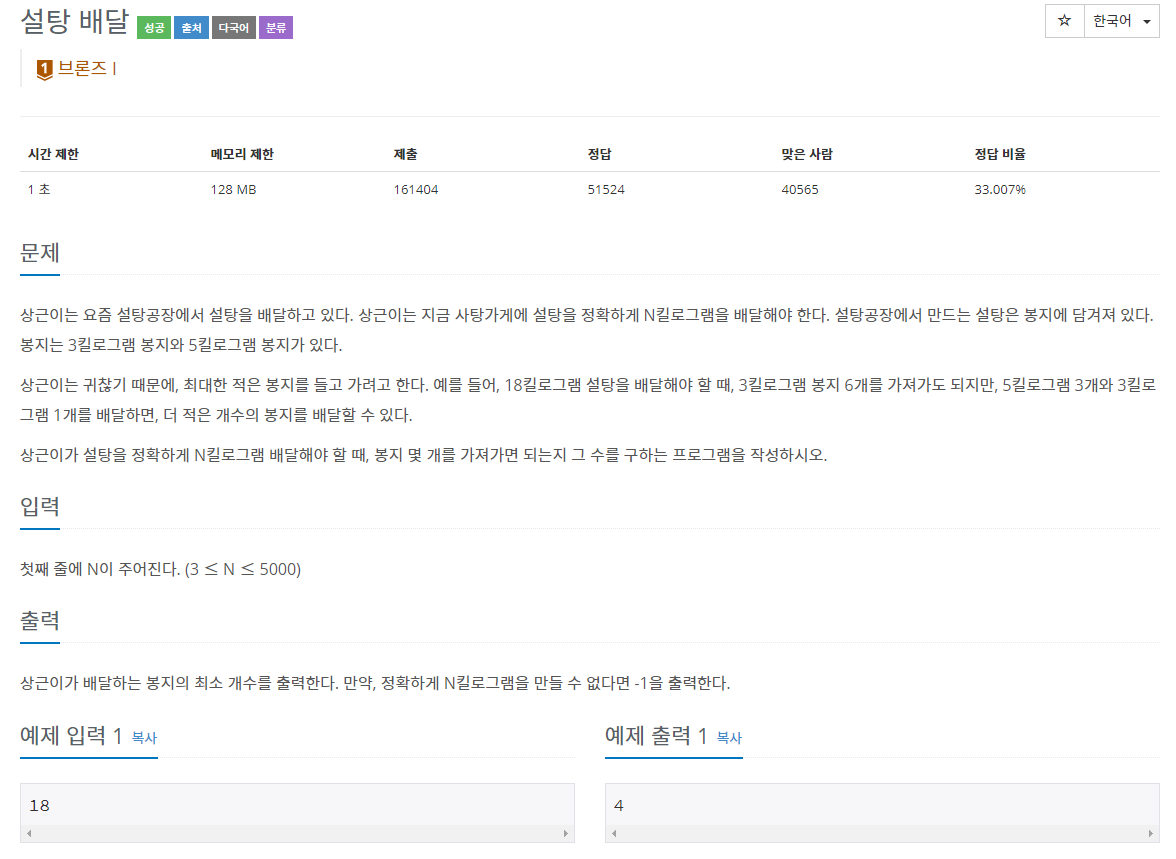 설탕 배달 성공 출처 다국어 분류
☆ 한국어
1 브론즈 I
시간 제한 메모리 제한 제출 정답 맞은 사람 정답 비율
1 초 128 MB 161404 51524 40565 33.007%
문제
상근이는 요즘 설탕공장에서 설탕을 배달하고 있다. 상근이는 지금 사탕가게에 설탕을 정확하게 N킬로그램을 배달해야 한다. 설탕공장에서 만드는 설탕은 봉지에 담겨져 있다.
봉지는 3킬로그램 봉지와 5킬로그램 봉지가 있다.
상근이는 귀찮기 때문에, 최대한 적은 봉지를 들고 가려고 한다. 예를 들어, 18킬로그램 설탕을 배달해야 할 때, 3킬로그램 봉지 6개를 가져가도 되지만, 5킬로그램 3개와 3킬로
그램 1개를 배달하면, 더 적은 개수의 봉지를 배달할 수 있다.
상근이가 설탕을 정확하게 N킬로그램 배달해야 할 때, 봉지 몇 개를 가져가면 되는지 그 수를 구하는 프로그램을 작성하시오.
입력
첫째 줄에 N이 주어진다. (3 ≤ N ≤ 5000)
출력
상근이가 배달하는 봉지의 최소 개수를 출력한다. 만약, 정확하게 N킬로그램을 만들 수 없다면 -1을 출력한다.
예제 입력 1 복사
18
예제 출력 1 복사
4